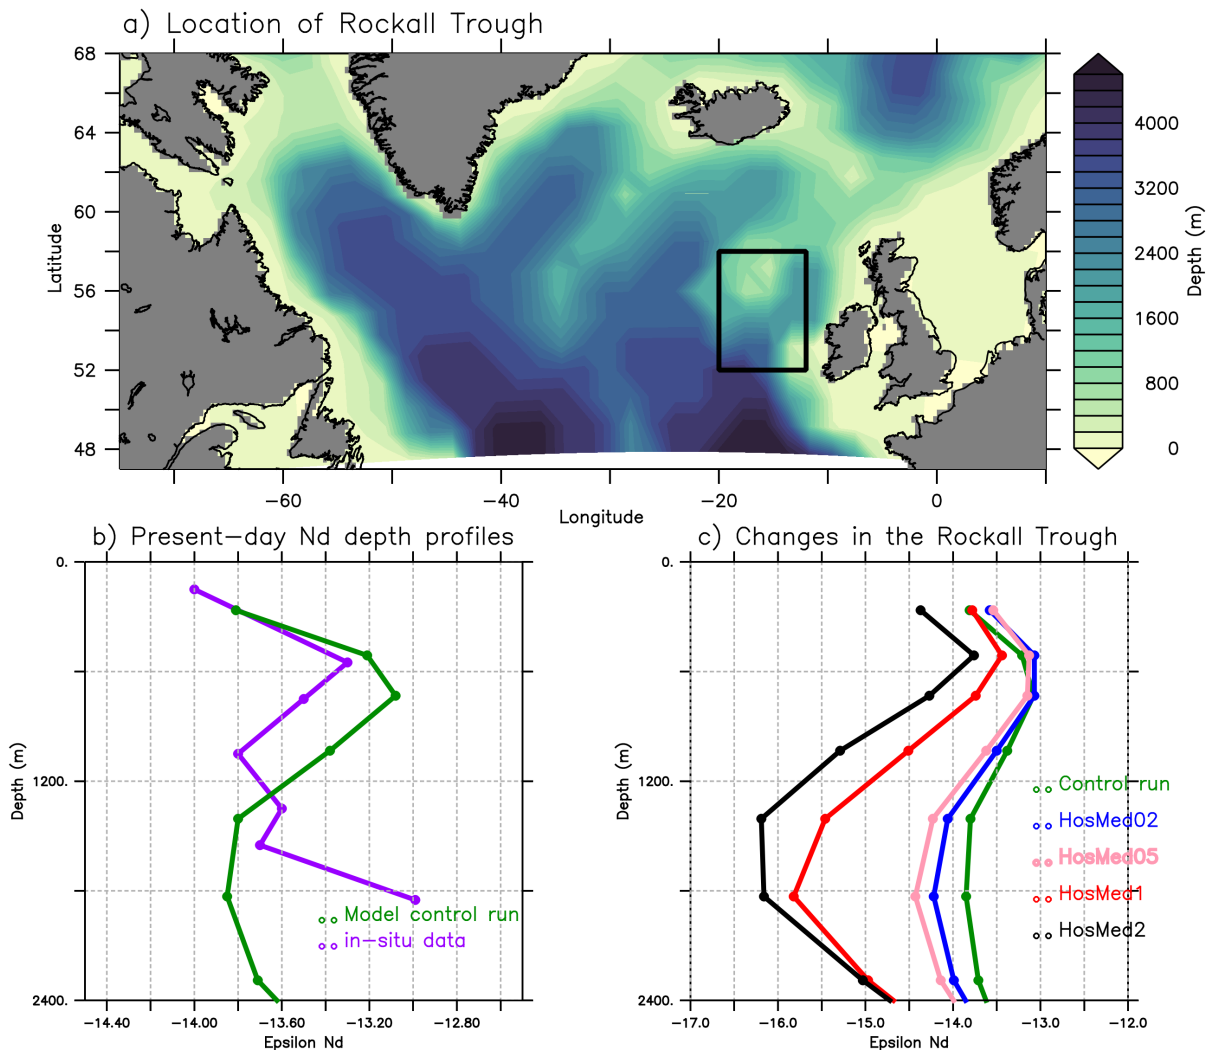 a) Location of Rockall Trough
68
64
60
56
52
48
Latitude
−60
−40
−20
0
Longitude
4000
3200
2400
1600
800
0
Depth (m)
b) Present−day Nd depth profiles
0.
1200.
2400.
Depth (m)
Model control run
in−situ data
−14.40
−14.00
−13.60
−13.20
−12.80
Epsilon Nd
c) Changes in the Rockall Trough
0.
1200.
2400.
Depth (m)
Control run
HosMed02
HosMed05
HosMed1
HosMed2
−17.0
−16.0
−15.0
−14.0
−13.0
−12.0
Epsilon Nd